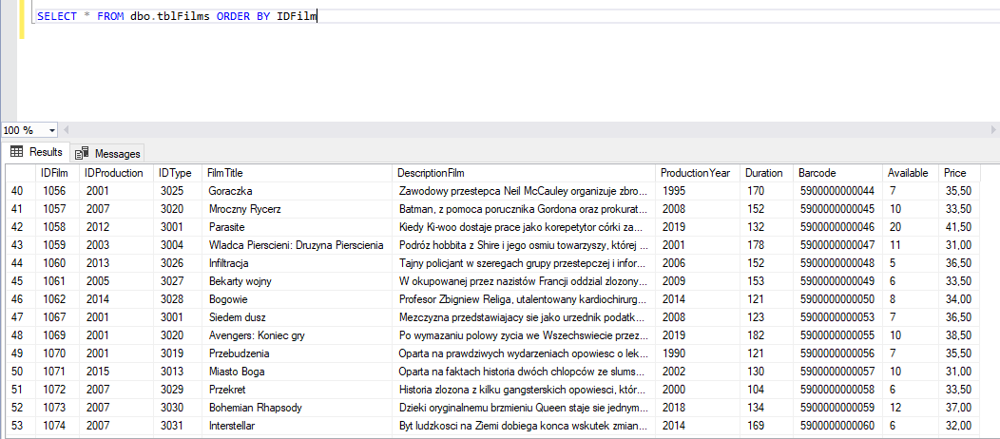 SELECT * FROM dbo.tblFilms ORDER BY IDFilm
100 %
Results Messages
IDFilm IDProduction IDType FilmTitle DescriptionFilm ProductionYear Duration Barcode Available Price
40 1056 2001 3025 Goraczka Zawodowy przestepca Neil McCauley organizuje zbro... 1995 170 5900000000044 7 35,50
41 1057 2007 3020 Mroczny Rycerz Batman, z pomoca porucznika Gordona oraz prokurat... 2008 152 5900000000045 10 33,50
42 1058 2012 3001 Parasite Kiedy Ki-woo dostaje prace jako korepetytor córki za... 2019 132 5900000000046 20 41,50
43 1059 2003 3004 Wladca Pierscieni: Druzyna Pierscienia Podróz hobbita z Shire i jego osmiu towarzyszy, której ... 2001 178 5900000000047 11 31,00
44 1060 2013 3026 Infiltracja Tajny policjant w szeregach grupy przestepczej i infor... 2006 152 5900000000048 5 36,50
45 1061 2005 3027 Bekarty wojny W okupowanej przez nazistów Francji oddzial zlozony... 2009 153 5900000000049 6 33,50
46 1062 2014 3028 Bogowie Profesor Zbigniew Religa, utalentowany kardiochirurg... 2014 121 5900000000050 8 34,00
47 1067 2001 3001 Siedem dusz Mezczyzna przedstawiajacy sie jako urzednik podatk... 2008 123 5900000000053 7 36,50
48 1069 2001 3020 Avengers: Koniec gry Po wymazaniu polowy zycia we Wszechswiecie przez... 2019 182 5900000000055 10 38,50
49 1070 2001 3019 Przebudzenia Oparta na prawdziwych wydarzeniach opowiesc o lek... 1990 121 5900000000056 7 35,50
50 1071 2015 3013 Miasto Boga Oparta na faktach historia dwóch chlopców ze slums... 2002 130 5900000000057 10 31,00
51 1072 2007 3029 Przekret Historia zlozona z kilku gangsterskich opowiesci, któr... 2000 104 5900000000058 6 33,50
52 1073 2007 3030 Bohemian Rhapsody Dzieki oryginalnemu brzmieniu Queen staje sie jednym... 2018 134 5900000000059 12 37,00
53 1074 2007 3031 Interstellar Byt ludzkosci na Ziemi dobiega konca wskutek zmian... 2014 169 5900000000060 6 32,00